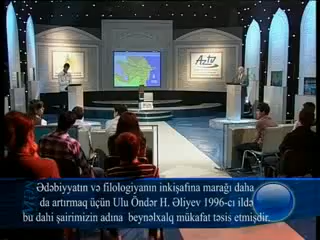 AzTV
Ədəbiyyatın və filologiyanın inkişafına marağı daha
da artırmaq üçün Ulu Öndər H. Əliyev 1996-cı ildə
bu dahi şairimizin adına beynəlxalq mükafat təsis etmişdir.